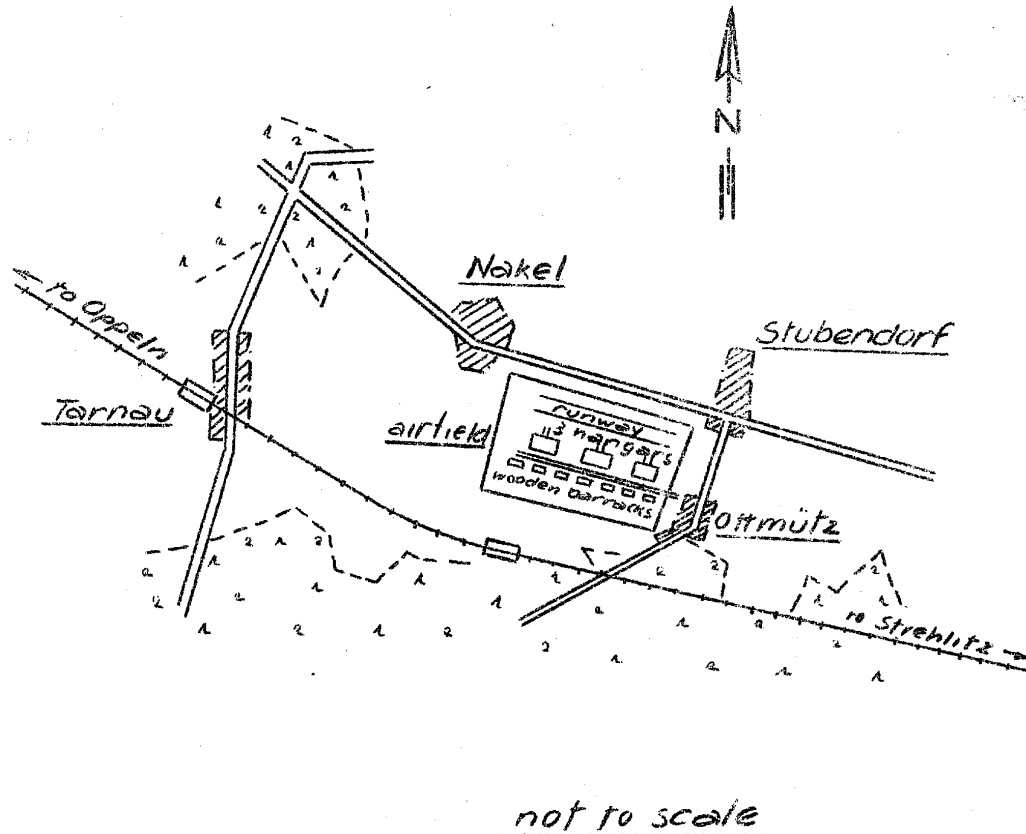 N
Nakel
to Oppeln
Stubendorf
Tarnau
airfield
runway
3 hangars
wooden barracks
Ottmütz
to Strehlitz
not to scale